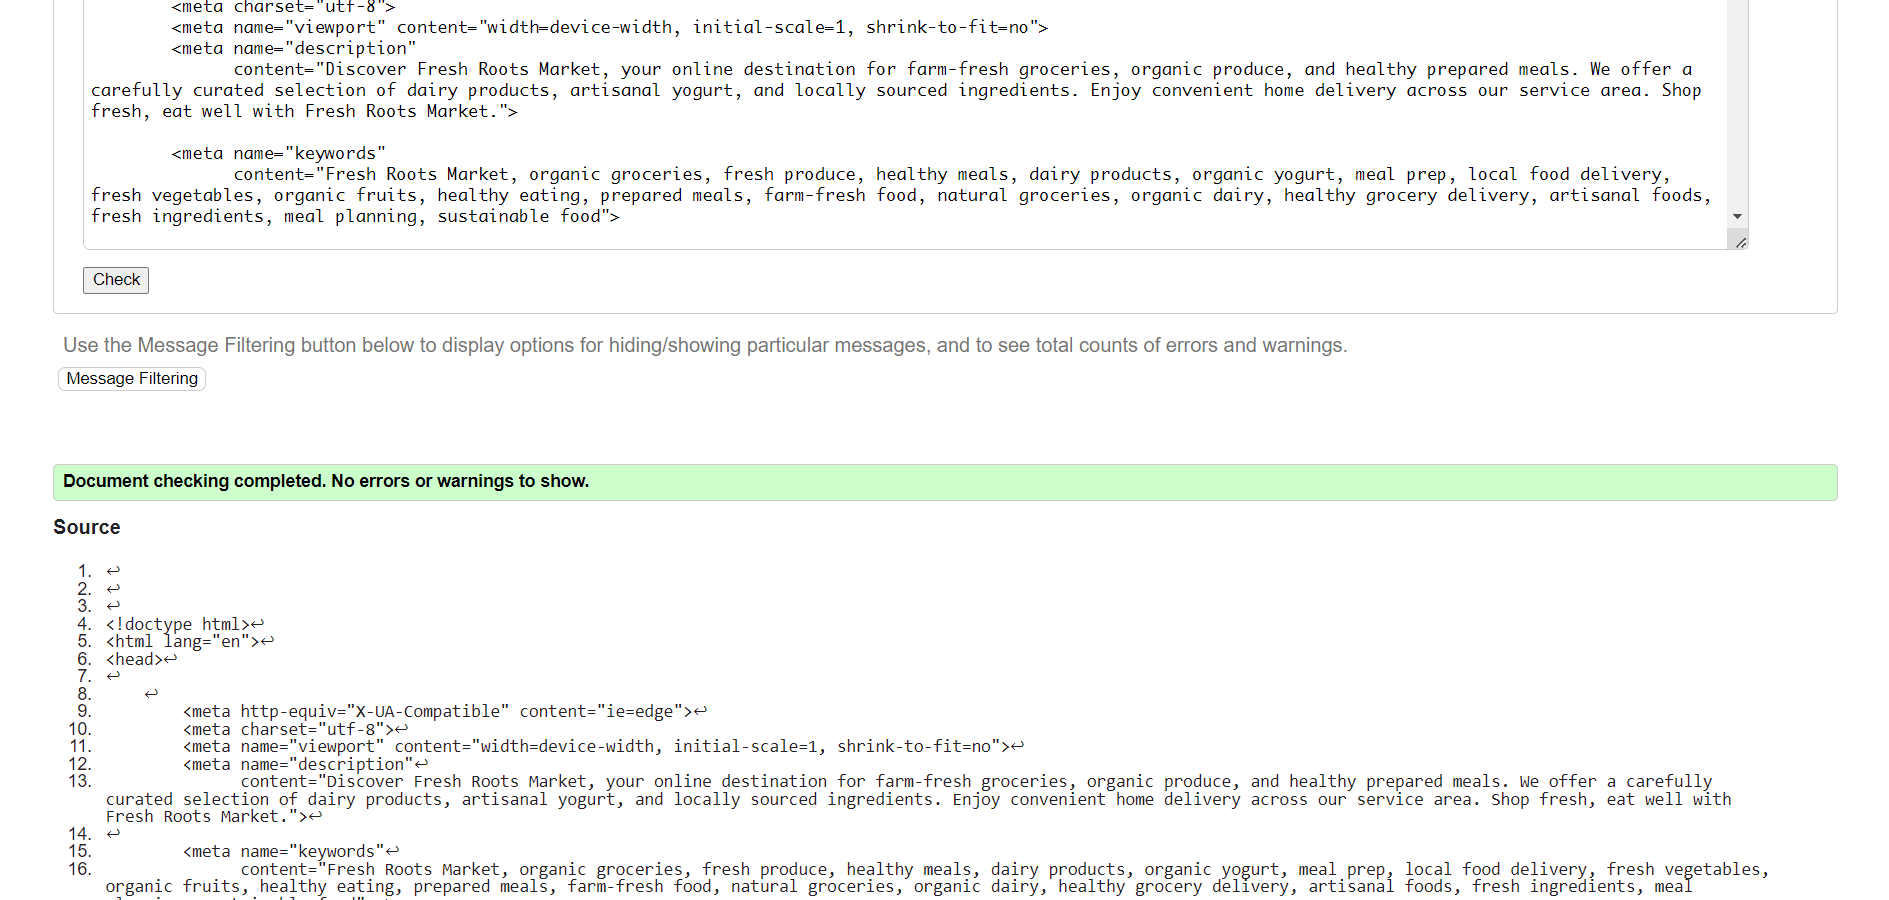 <meta charset="utf-8">
<meta name="viewport" content="width=device-width, initial-scale=1, shrink-to-fit=no">
<meta name="description"
content="Discover Fresh Roots Market, your online destination for farm-fresh groceries, organic produce, and healthy prepared meals. We offer a
carefully curated selection of dairy products, artisanal yogurt, and locally sourced ingredients. Enjoy convenient home delivery across our service area. Shop
fresh, eat well with Fresh Roots Market.">
<meta name="keywords"
content="Fresh Roots Market, organic groceries, fresh produce, healthy meals, dairy products, organic yogurt, meal prep, local food delivery,
fresh vegetables, organic fruits, healthy eating, prepared meals, farm-fresh food, natural groceries, organic dairy, healthy grocery delivery, artisanal foods,
fresh ingredients, meal planning, sustainable food">
Check
Use the Message Filtering button below to display options for hiding/showing particular messages, and to see total counts of errors and warnings.
Message Filtering
Document checking completed. No errors or warnings to show.
Source
1. ↩
2. ↩
3. ↩
4. <!doctype html>↩
5. <html lang="en">↩
6. <head>↩
7. ↩
8. ↩
9. <meta http-equiv="X-UA-Compatible" content="ie=edge">↩
10. <meta charset="utf-8">↩
11. <meta name="viewport" content="width=device-width, initial-scale=1, shrink-to-fit=no">↩
12. <meta name="description"↩
13. content="Discover Fresh Roots Market, your online destination for farm-fresh groceries, organic produce, and healthy prepared meals. We offer a carefully
curated selection of dairy products, artisanal yogurt, and locally sourced ingredients. Enjoy convenient home delivery across our service area. Shop fresh, eat well with
Fresh Roots Market.">↩
14. ↩
15. <meta name="keywords"↩
16. content="Fresh Roots Market, organic groceries, fresh produce, healthy meals, dairy products, organic yogurt, meal prep, local food delivery, fresh vegetables,
organic fruits, healthy eating, prepared meals, farm-fresh food, natural groceries, organic dairy, healthy grocery delivery, artisanal foods, fresh ingredients, meal